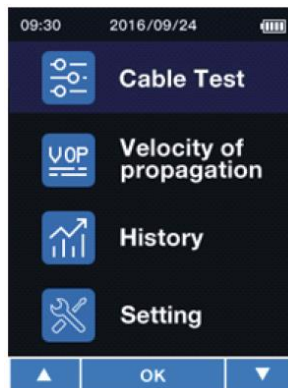 09:30 2016/09/24
Cable Test
VOP
Velocity of
propagation
History
Setting
OK